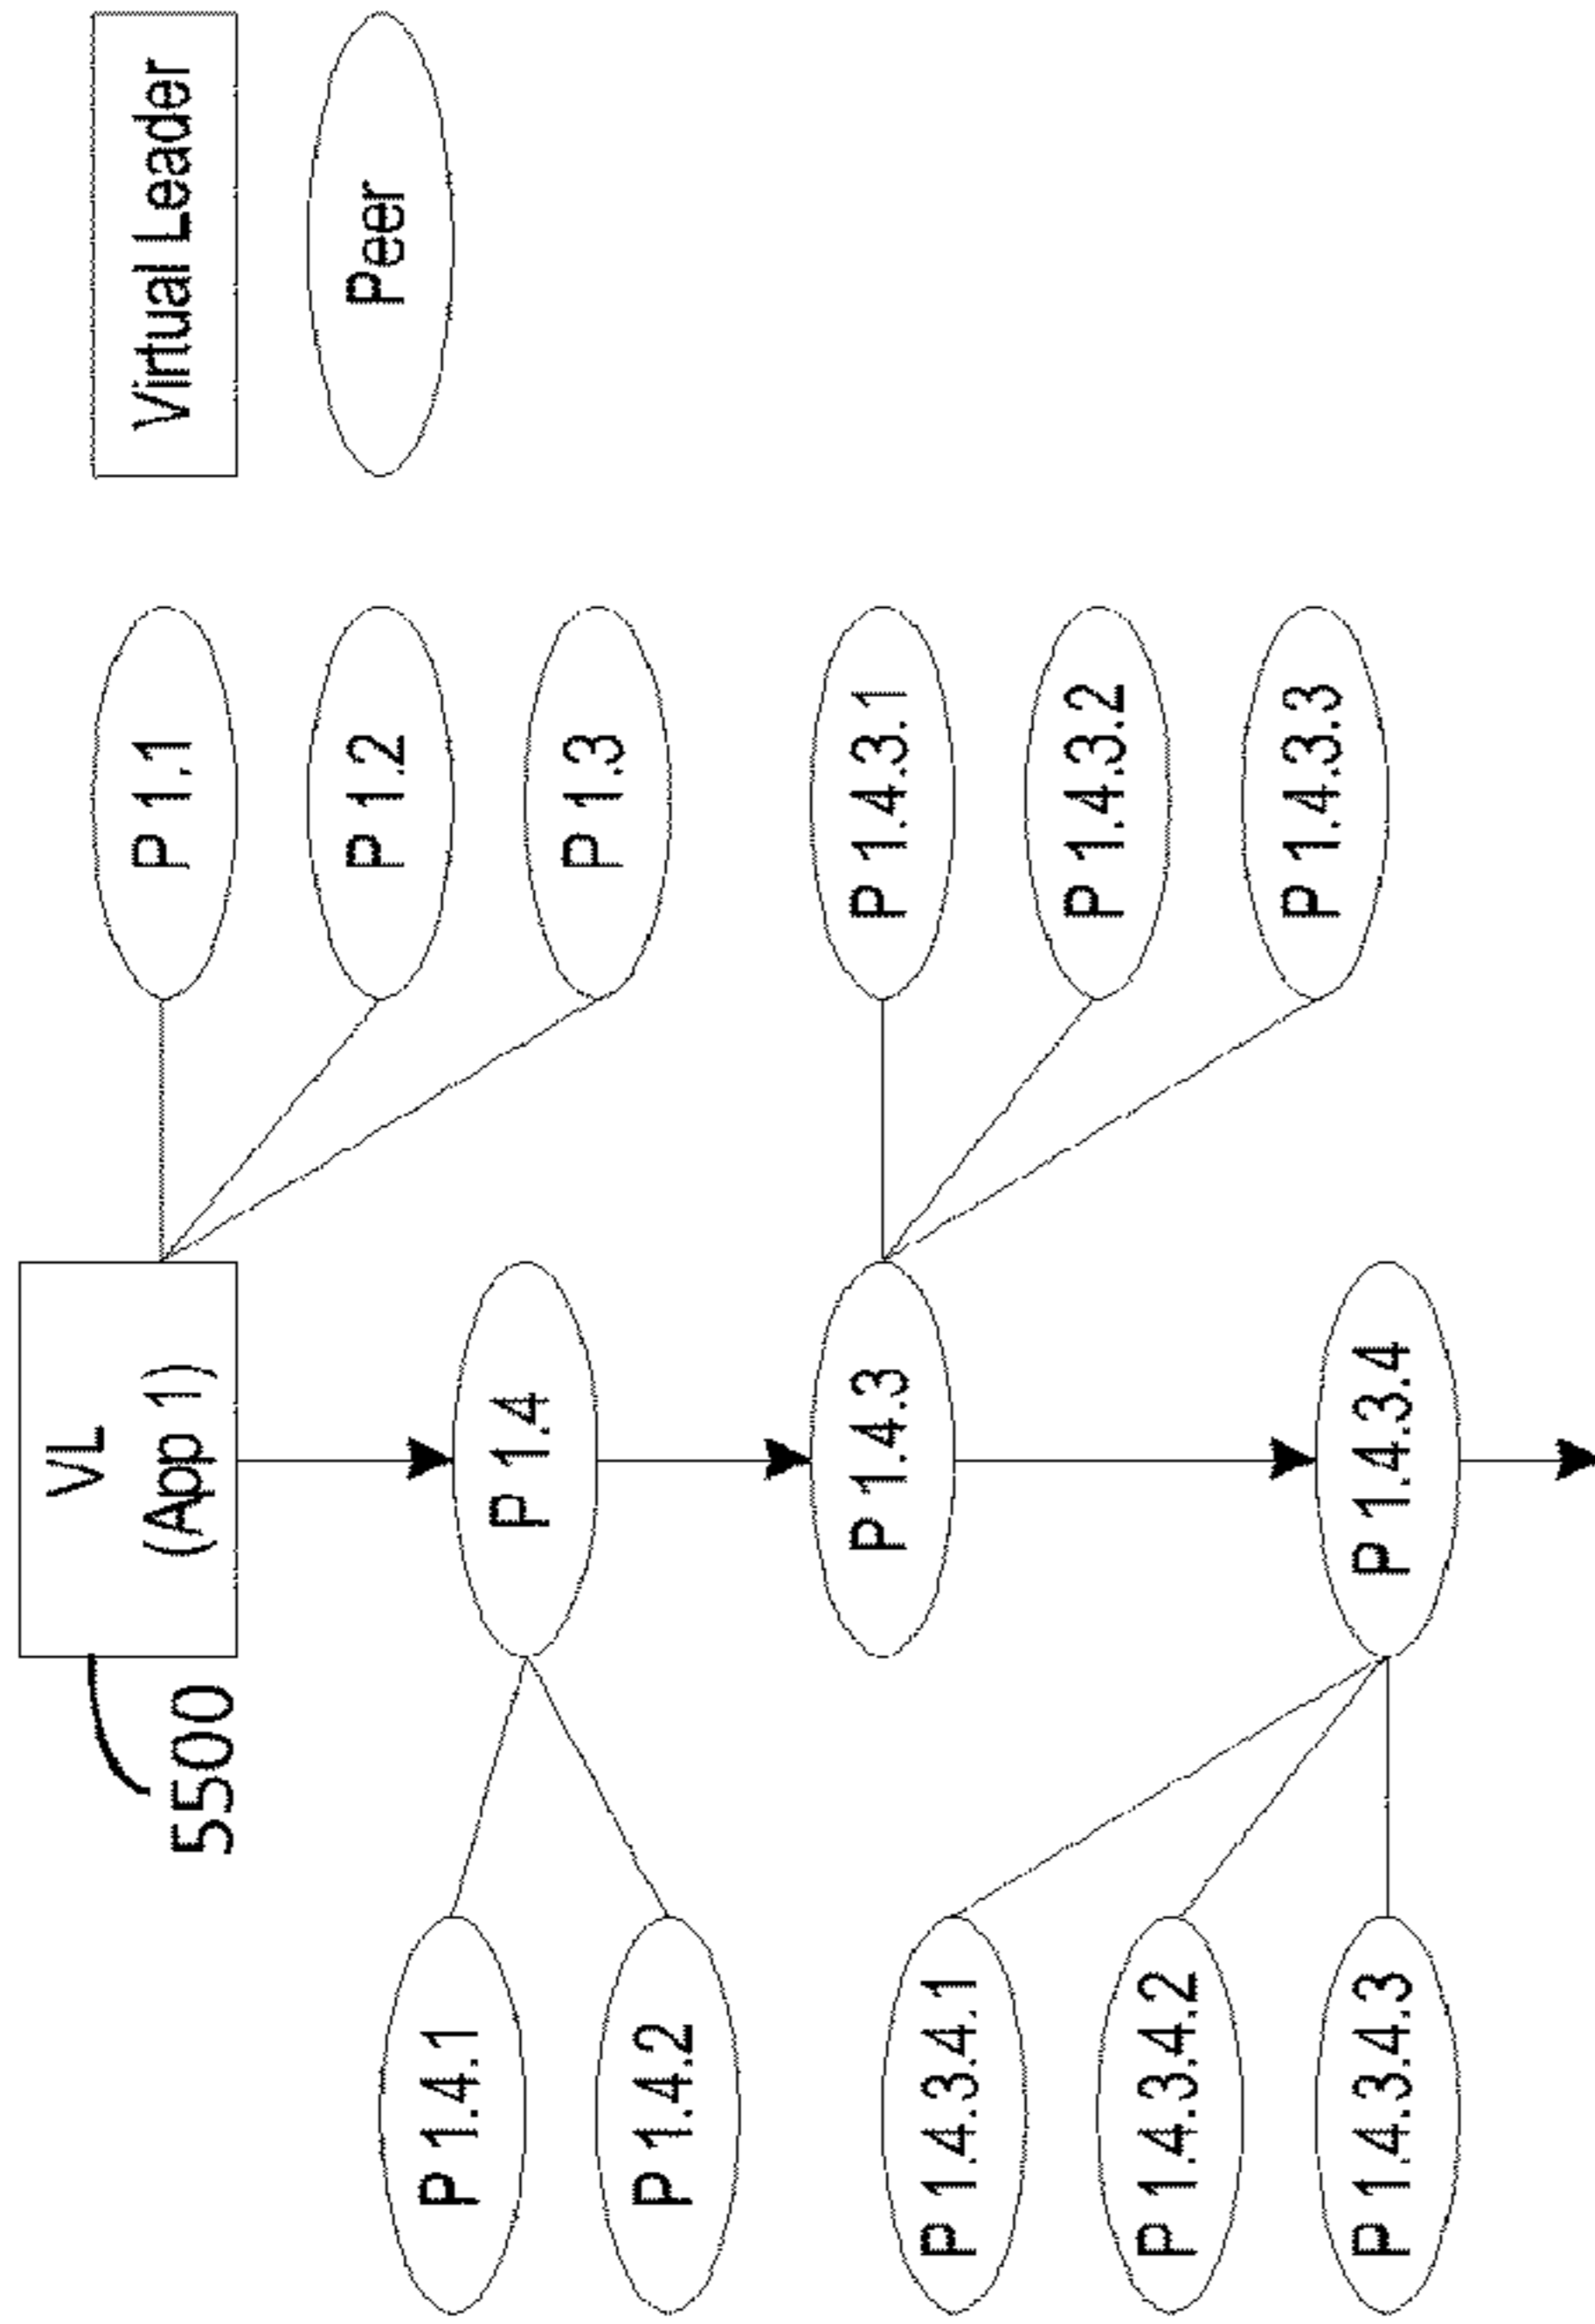 Virtual Leader
Peer
VL
(App 1)
5500
P 1.1
P 1.2
P 1.3
P 1.4
P 1.4.1
P 1.4.2
P 1.4.3
P 1.4.3.1
P 1.4.3.2
P 1.4.3.3
P 1.4.3.4
P 1.4.3.4.1
P 1.4.3.4.2
P 1.4.3.4.3